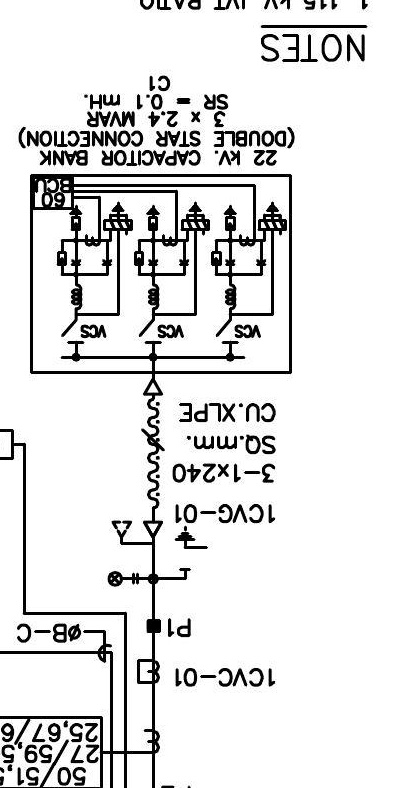 50/51,5
27/59,5
25,67/6
1CVC-01
øB-C
P1
1CVG-01
3-1x240
SQ.mm.
CU.XLPE
VCS VCS VCS
60
BCU
22 kV. CAPACITOR BANK
(DOUBLE STAR CONNECTION)
3 x 2.4 MVAR
SR = 0.1 mH.
C1
NOTES
1. 115 kV IVT RATIO